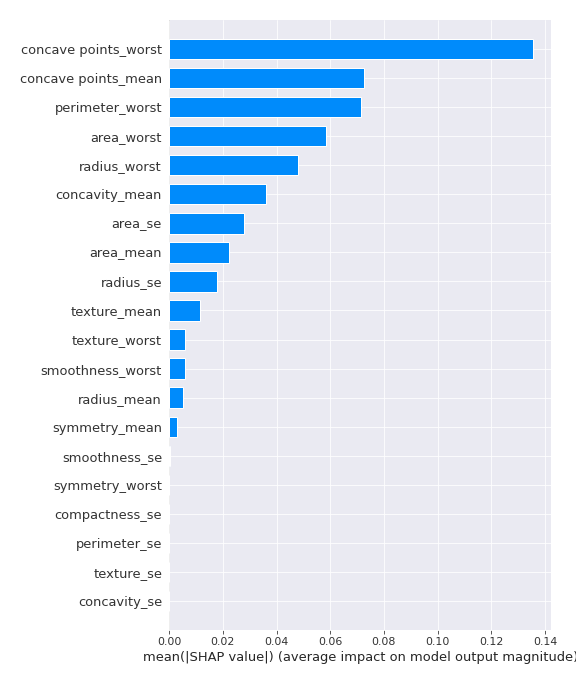 concave points_worst
concave points_mean
perimeter_worst
area_worst
radius_worst
concavity_mean
area_se
area_mean
radius_se
texture_mean
texture_worst
smoothness_worst
radius_mean
symmetry_mean
smoothness_se
symmetry_worst
compactness_se
perimeter_se
texture_se
concavity_se
0.00 0.02 0.04 0.06 0.08 0.10 0.12 0.14
mean(|SHAP value|) (average impact on model output magnitude)